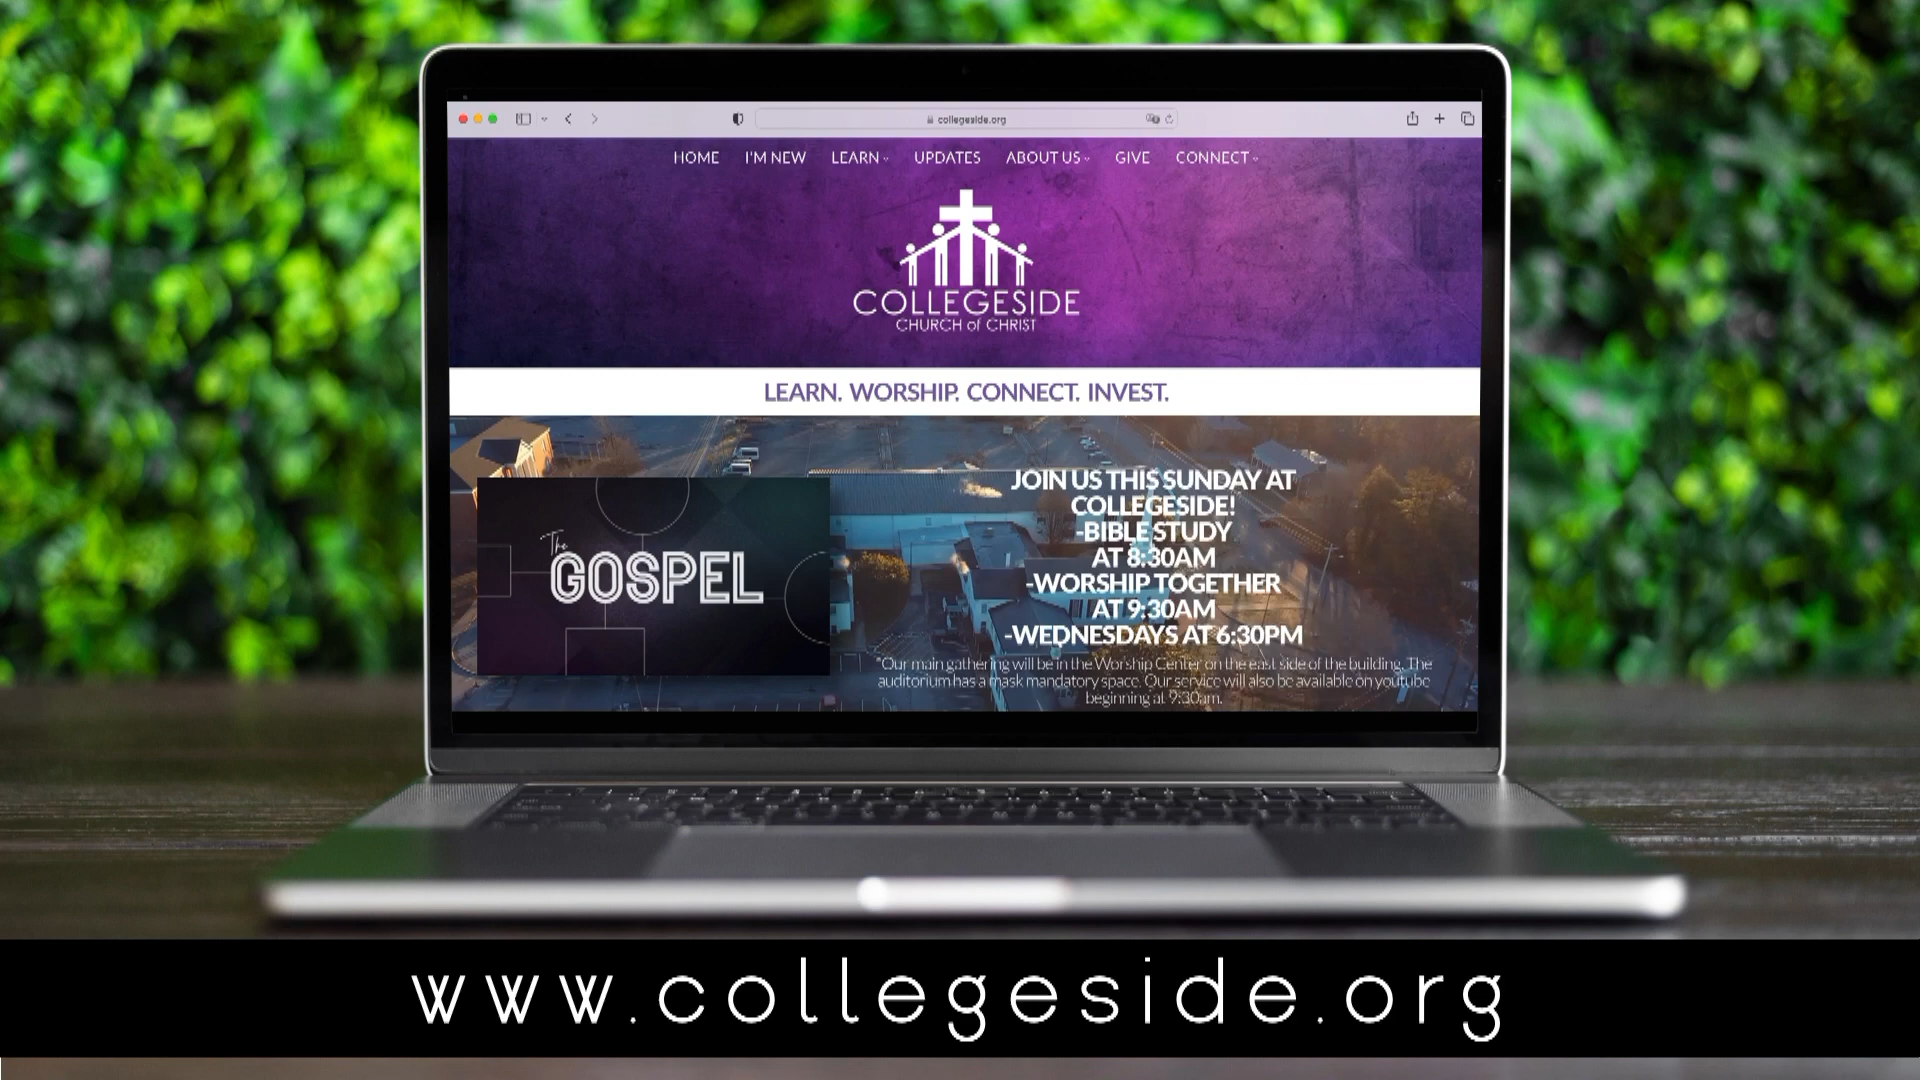 collegeside.org
HOME I'M NEW LEARN UPDATES ABOUT US GIVE CONNECT
COLLEGESIDE
CHURCH of CHRIST
LEARN. WORSHIP. CONNECT. INVEST.
The
GOSPEL
JOIN US THIS SUNDAY AT
COLLEGESIDE!
-BIBLE STUDY
AT 8:30AM
-WORSHIP TOGETHER
AT 9:30AM
-WEDNESDAYS AT 6:30PM
*Our main gathering will be in the Worship Center on the east side of the building. The
auditorium has a mask mandatory space. Our service will also be available on youtube
beginning at 9:30am.
www.collegeside.org